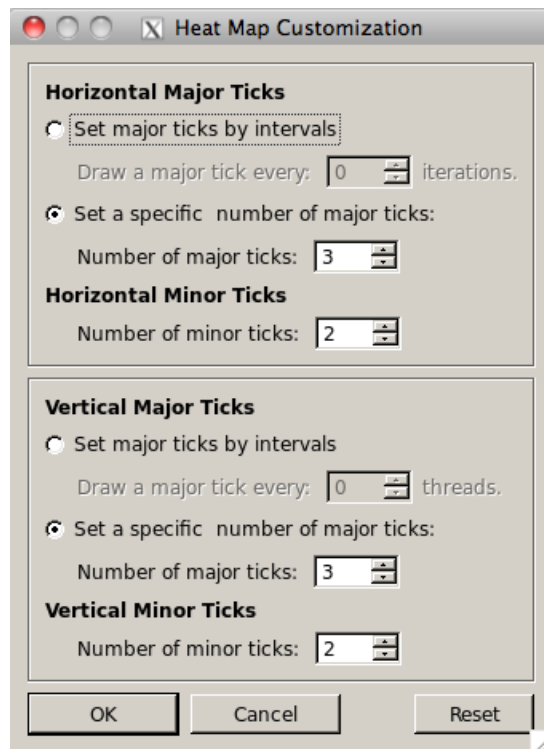 Heat Map Customization
Horizontal Major Ticks
Set major ticks by intervals
Draw a major tick every: 0 iterations.
Set a specific  number of major ticks:
Number of major ticks: 3
Horizontal Minor Ticks
Number of minor ticks: 2
Vertical Major Ticks
Set major ticks by intervals
Draw a major tick every: 0 threads.
Set a specific  number of major ticks:
Number of major ticks: 3
Vertical Minor Ticks
Number of minor ticks: 2
OK Cancel Reset